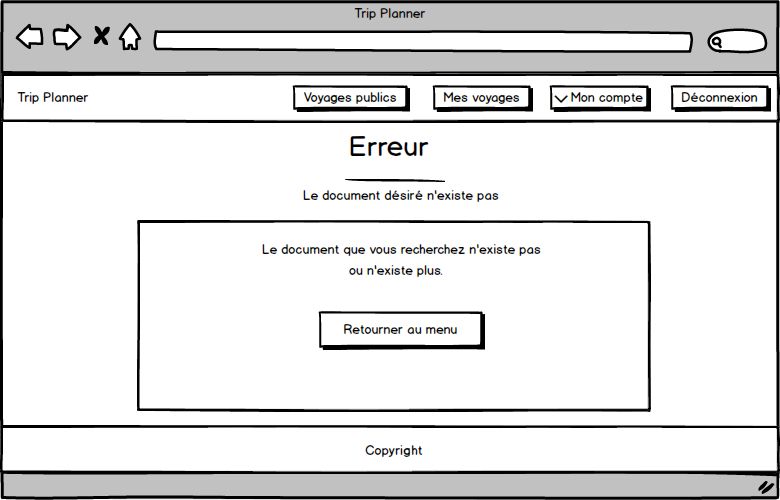 Trip Planner
Trip Planner
Voyages publics
Mes voyages
Mon compte
Déconnexion
Erreur
Le document désiré n'existe pas
Le document que vous recherchez n'existe pas
ou n'existe plus.
Retourner au menu
Copyright